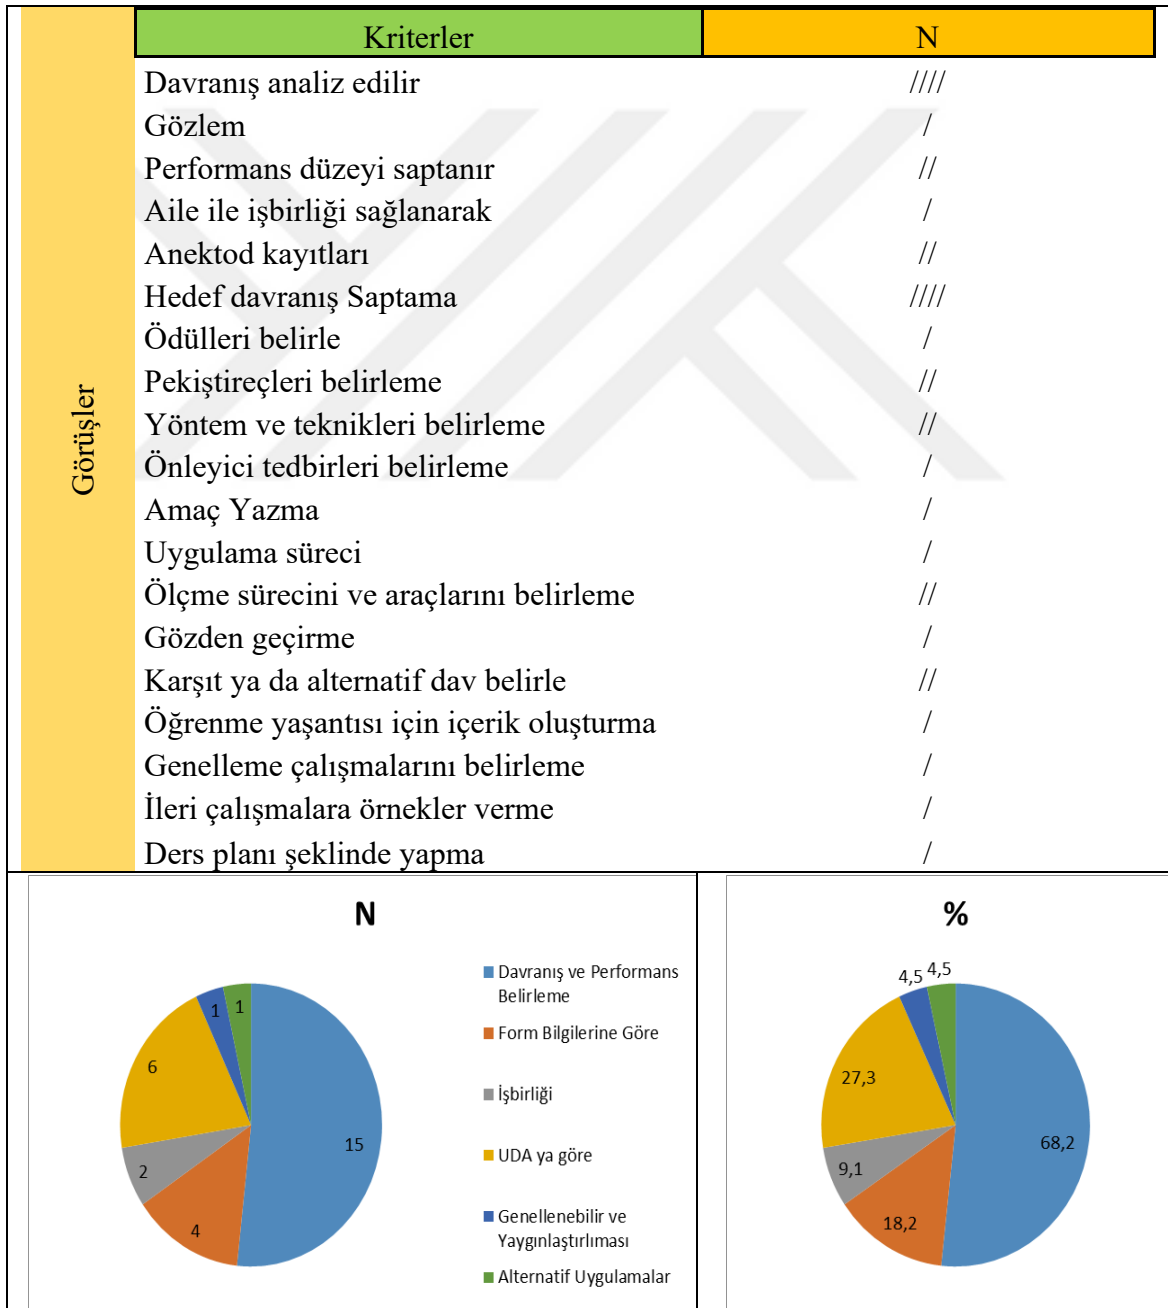 Kriterler N
Görüşler
Davranış analiz edilir ////
Gözlem /
Performans düzeyi saptanır //
Aile ile işbirliği sağlanarak /
Anektod kayıtları //
Hedef davranış Saptama ////
Ödülleri belirle /
Pekiştireçleri belirleme //
Yöntem ve teknikleri belirleme //
Önleyici tedbirleri belirleme /
Amaç Yazma /
Uygulama süreci /
Ölçme sürecini ve araçlarını belirleme //
Gözden geçirme /
Karşıt ya da alternatif dav belirle //
Öğrenme yaşantısı için içerik oluşturma /
Genelleme çalışmalarını belirleme /
İleri çalışmalara örnekler verme /
Ders planı şeklinde yapma /
N
15
4
2
6
1
1
Davranış ve Performans
Belirleme
Form Bilgilerine Göre
İşbirliği
UDA ya göre
Genellenebilir ve
Yaygınlaştırlıması
Alternatif Uygulamalar
%
68,2
18,2
9,1
27,3
4,5
4,5